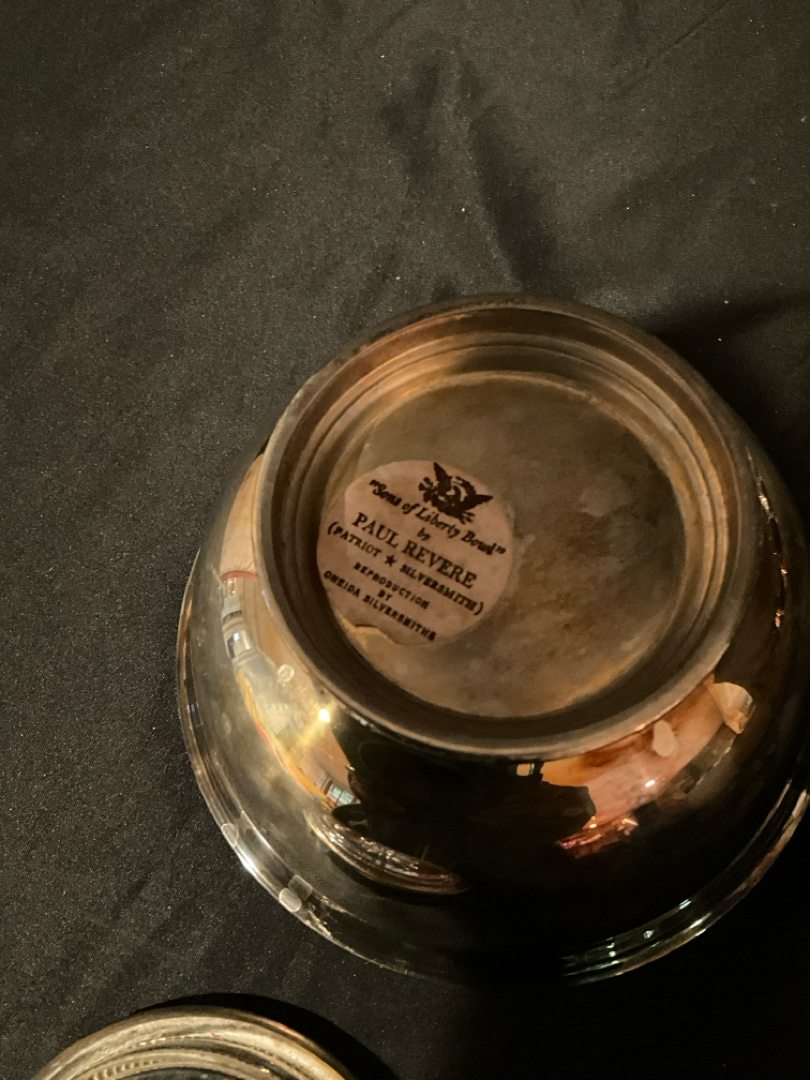 "Sons of Liberty Bowl"
by
PAUL REVERE
(PATRIOT ★ SILVERSMITH)
REPRODUCTION
BY
ONEIDA SILVERSMITHS